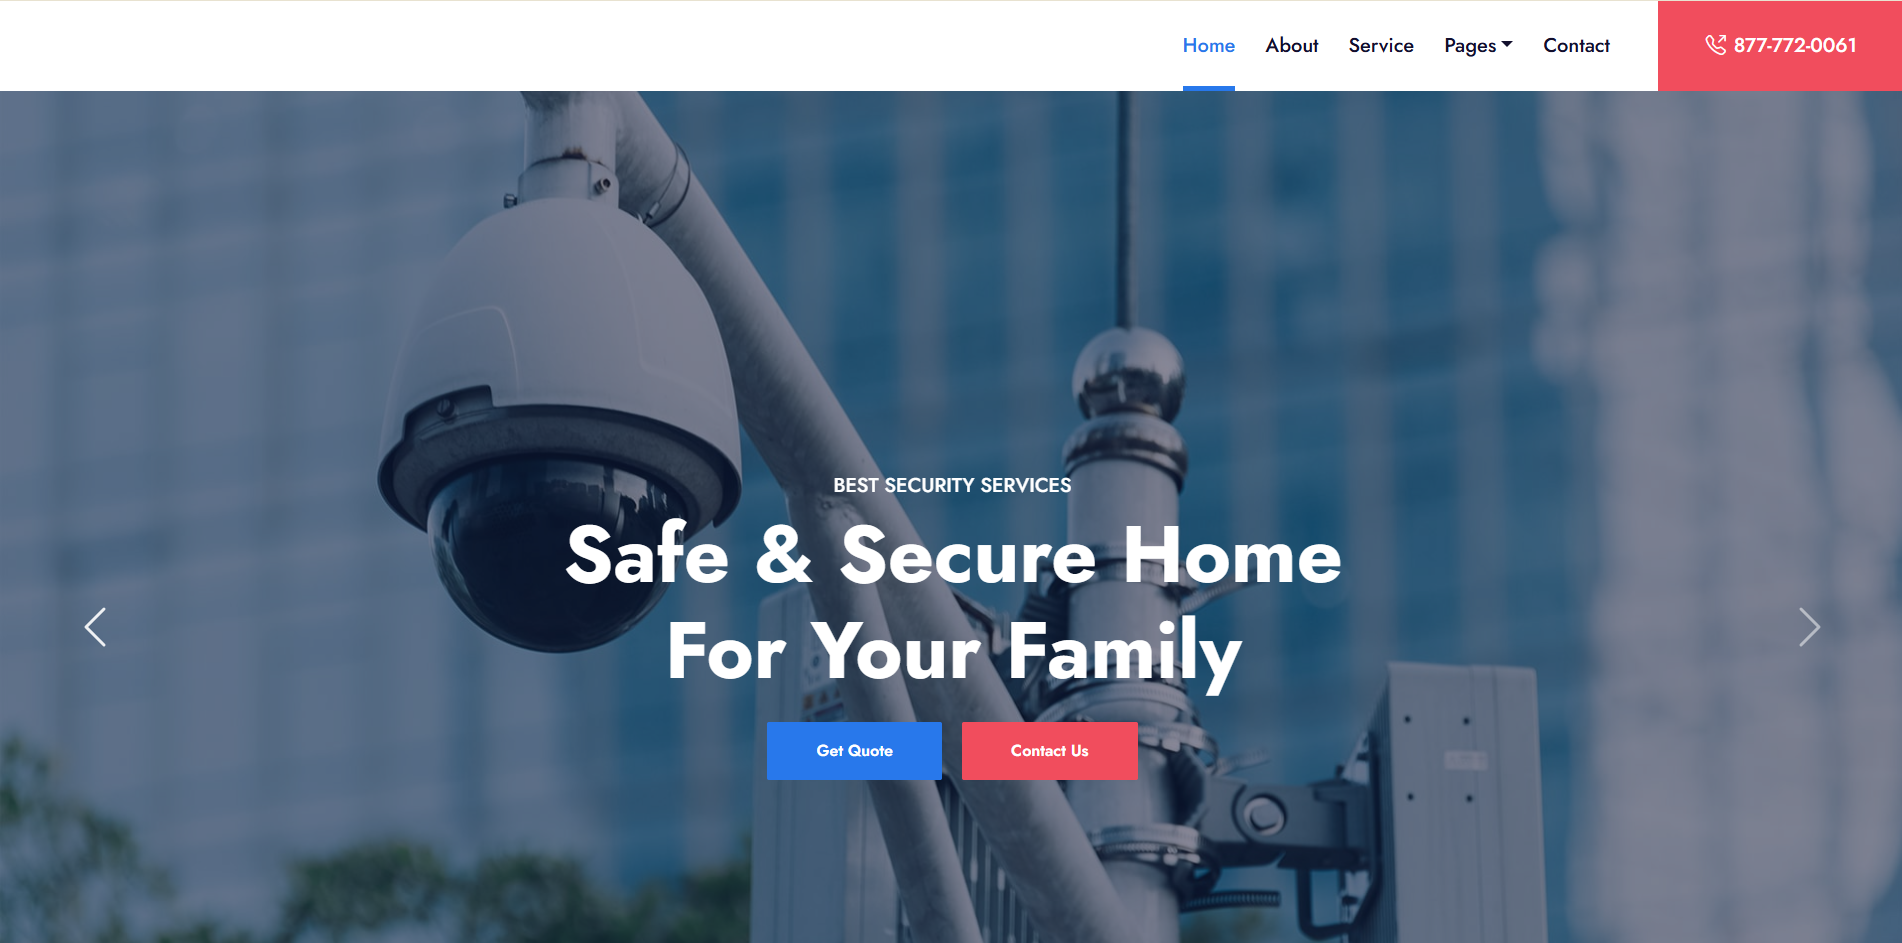 Home About Service Pages Contact 877-772-0061
BEST SECURITY SERVICES
Safe & Secure Home
For Your Family
Get Quote Contact Us